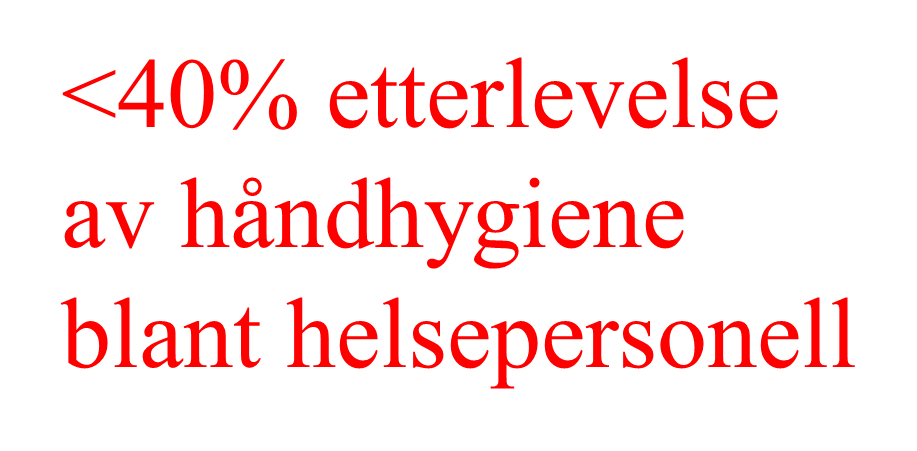 <40% etterlevelse
av håndhygiene
blant helsepersonell